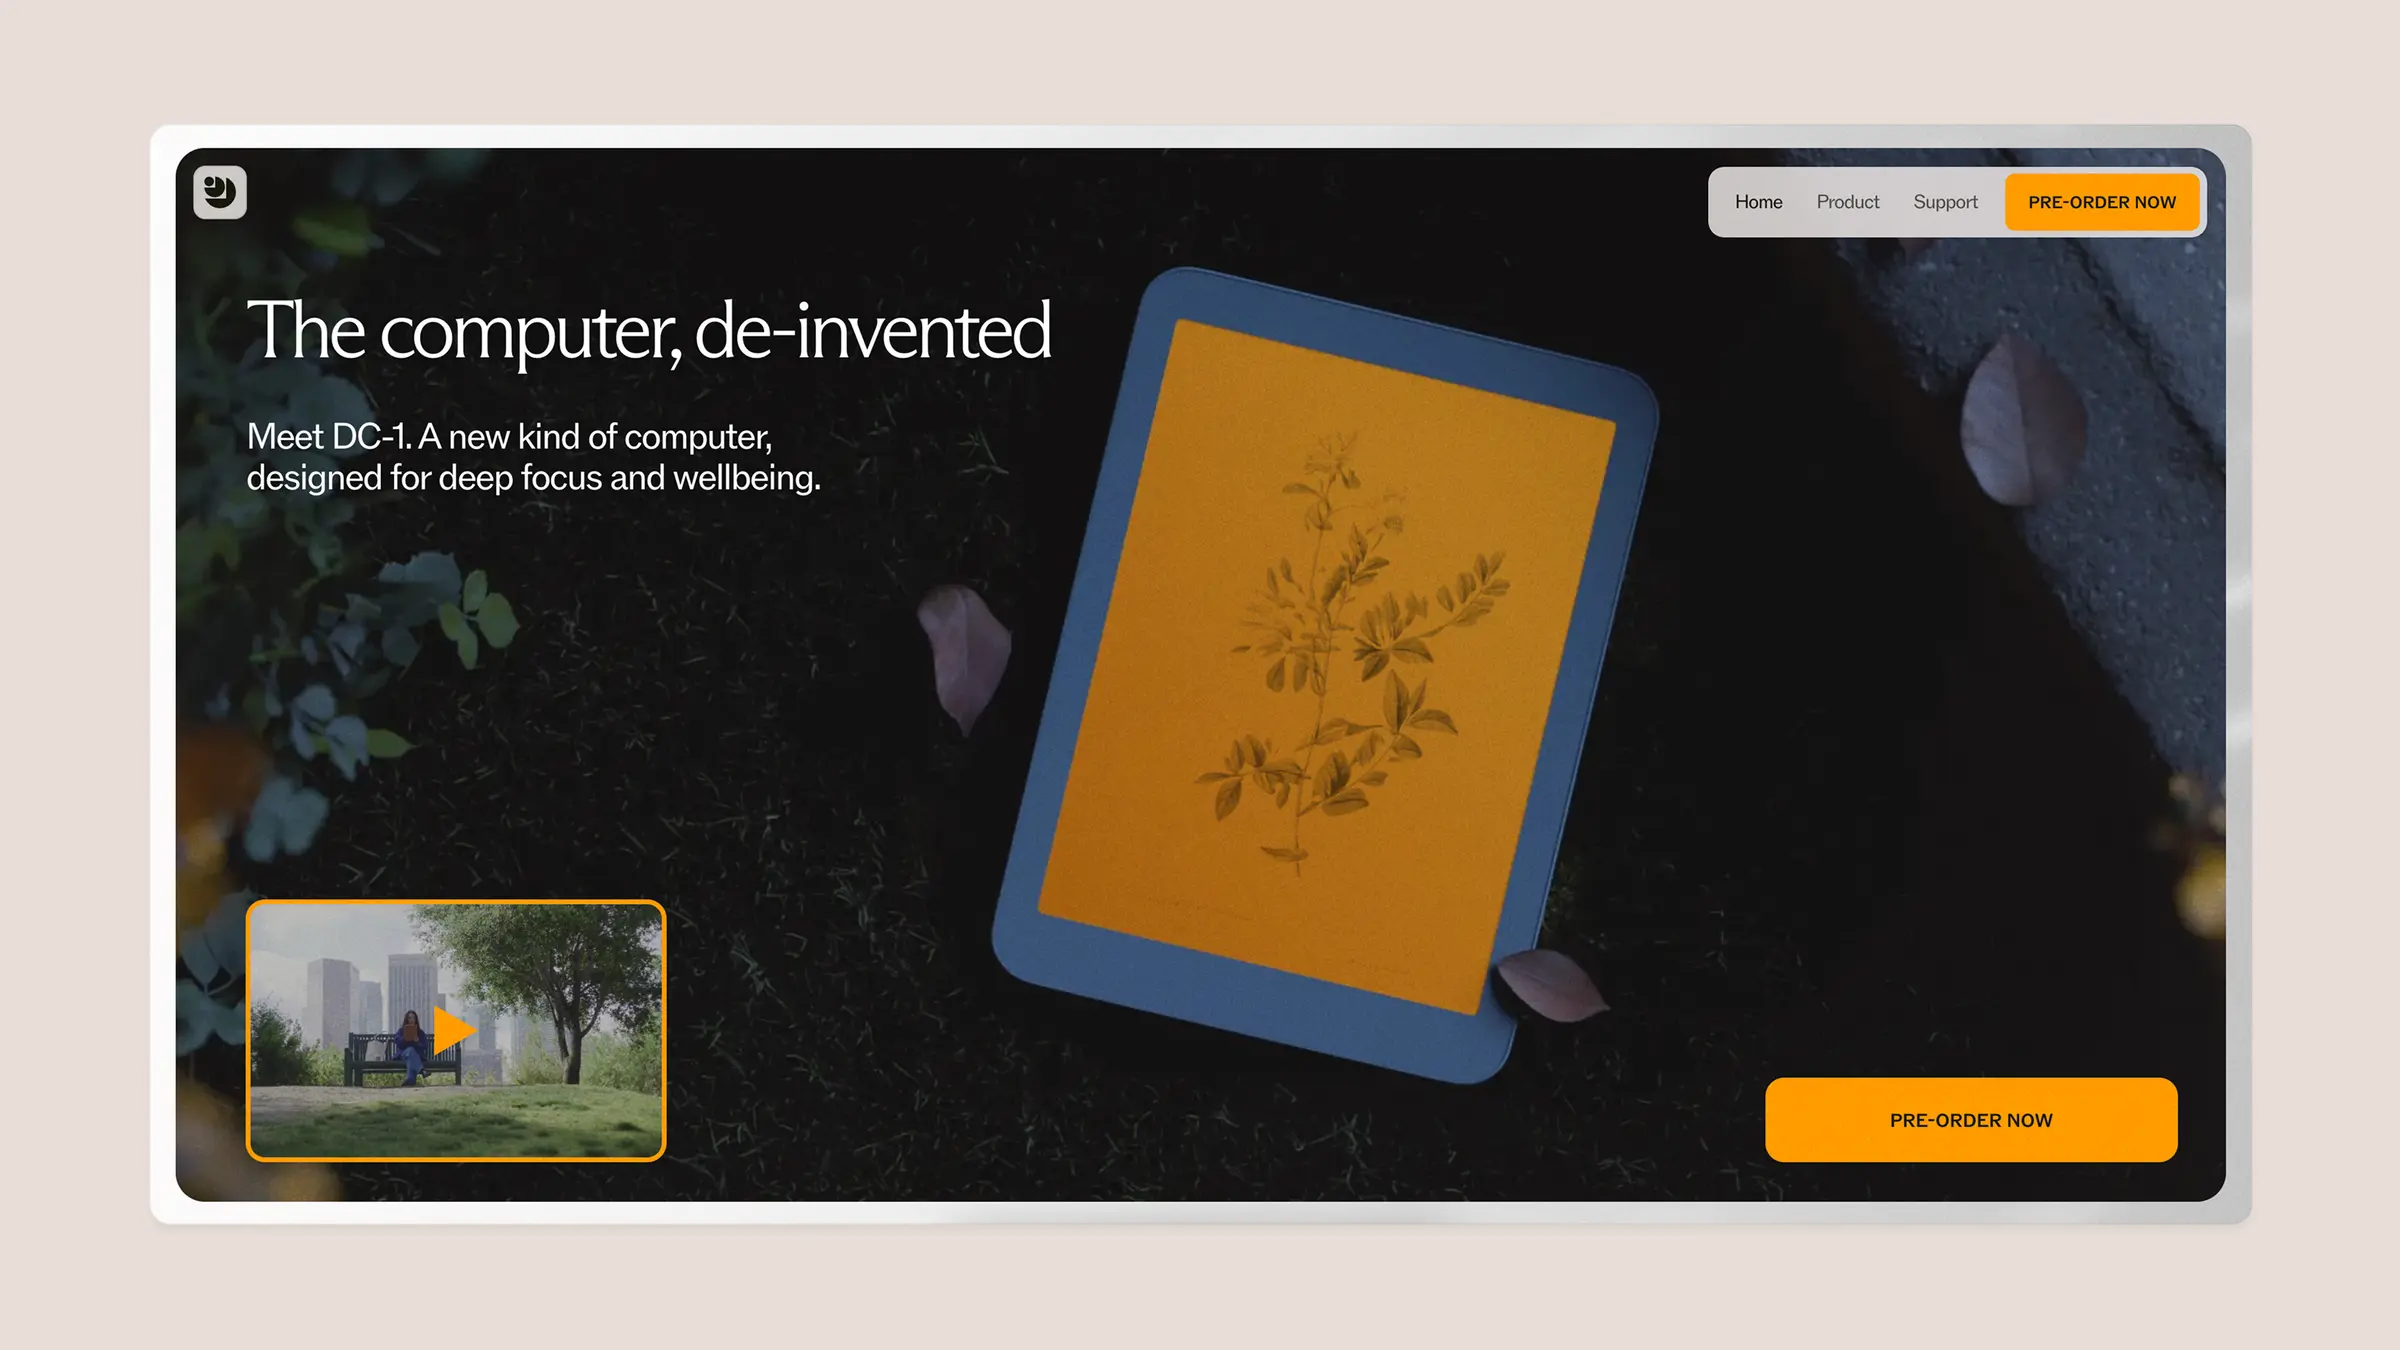 Home
Product
Support
PRE-ORDER NOW
The computer, de-invented
Meet DC-1. A new kind of computer,
designed for deep focus and wellbeing.
PRE-ORDER NOW